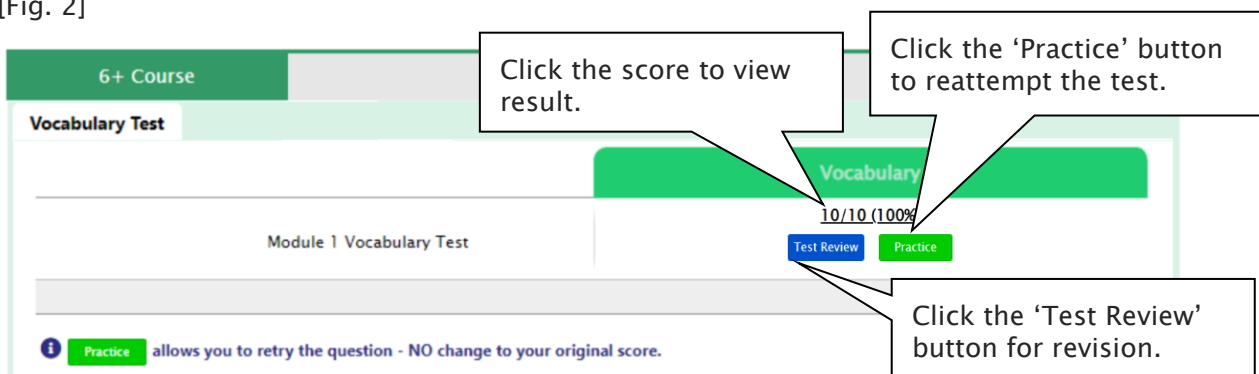 [Fig. 2]
Click the score to view
result.
Click the ‘Practice’ button
to reattempt the test.
6+ Course
Vocabulary Test
Vocabulary
10/10 (100%
Module 1 Vocabulary Test
Test Review
Practice
Click the ‘Test Review’
button for revision.
Practice allows you to retry the question - NO change to your original score.